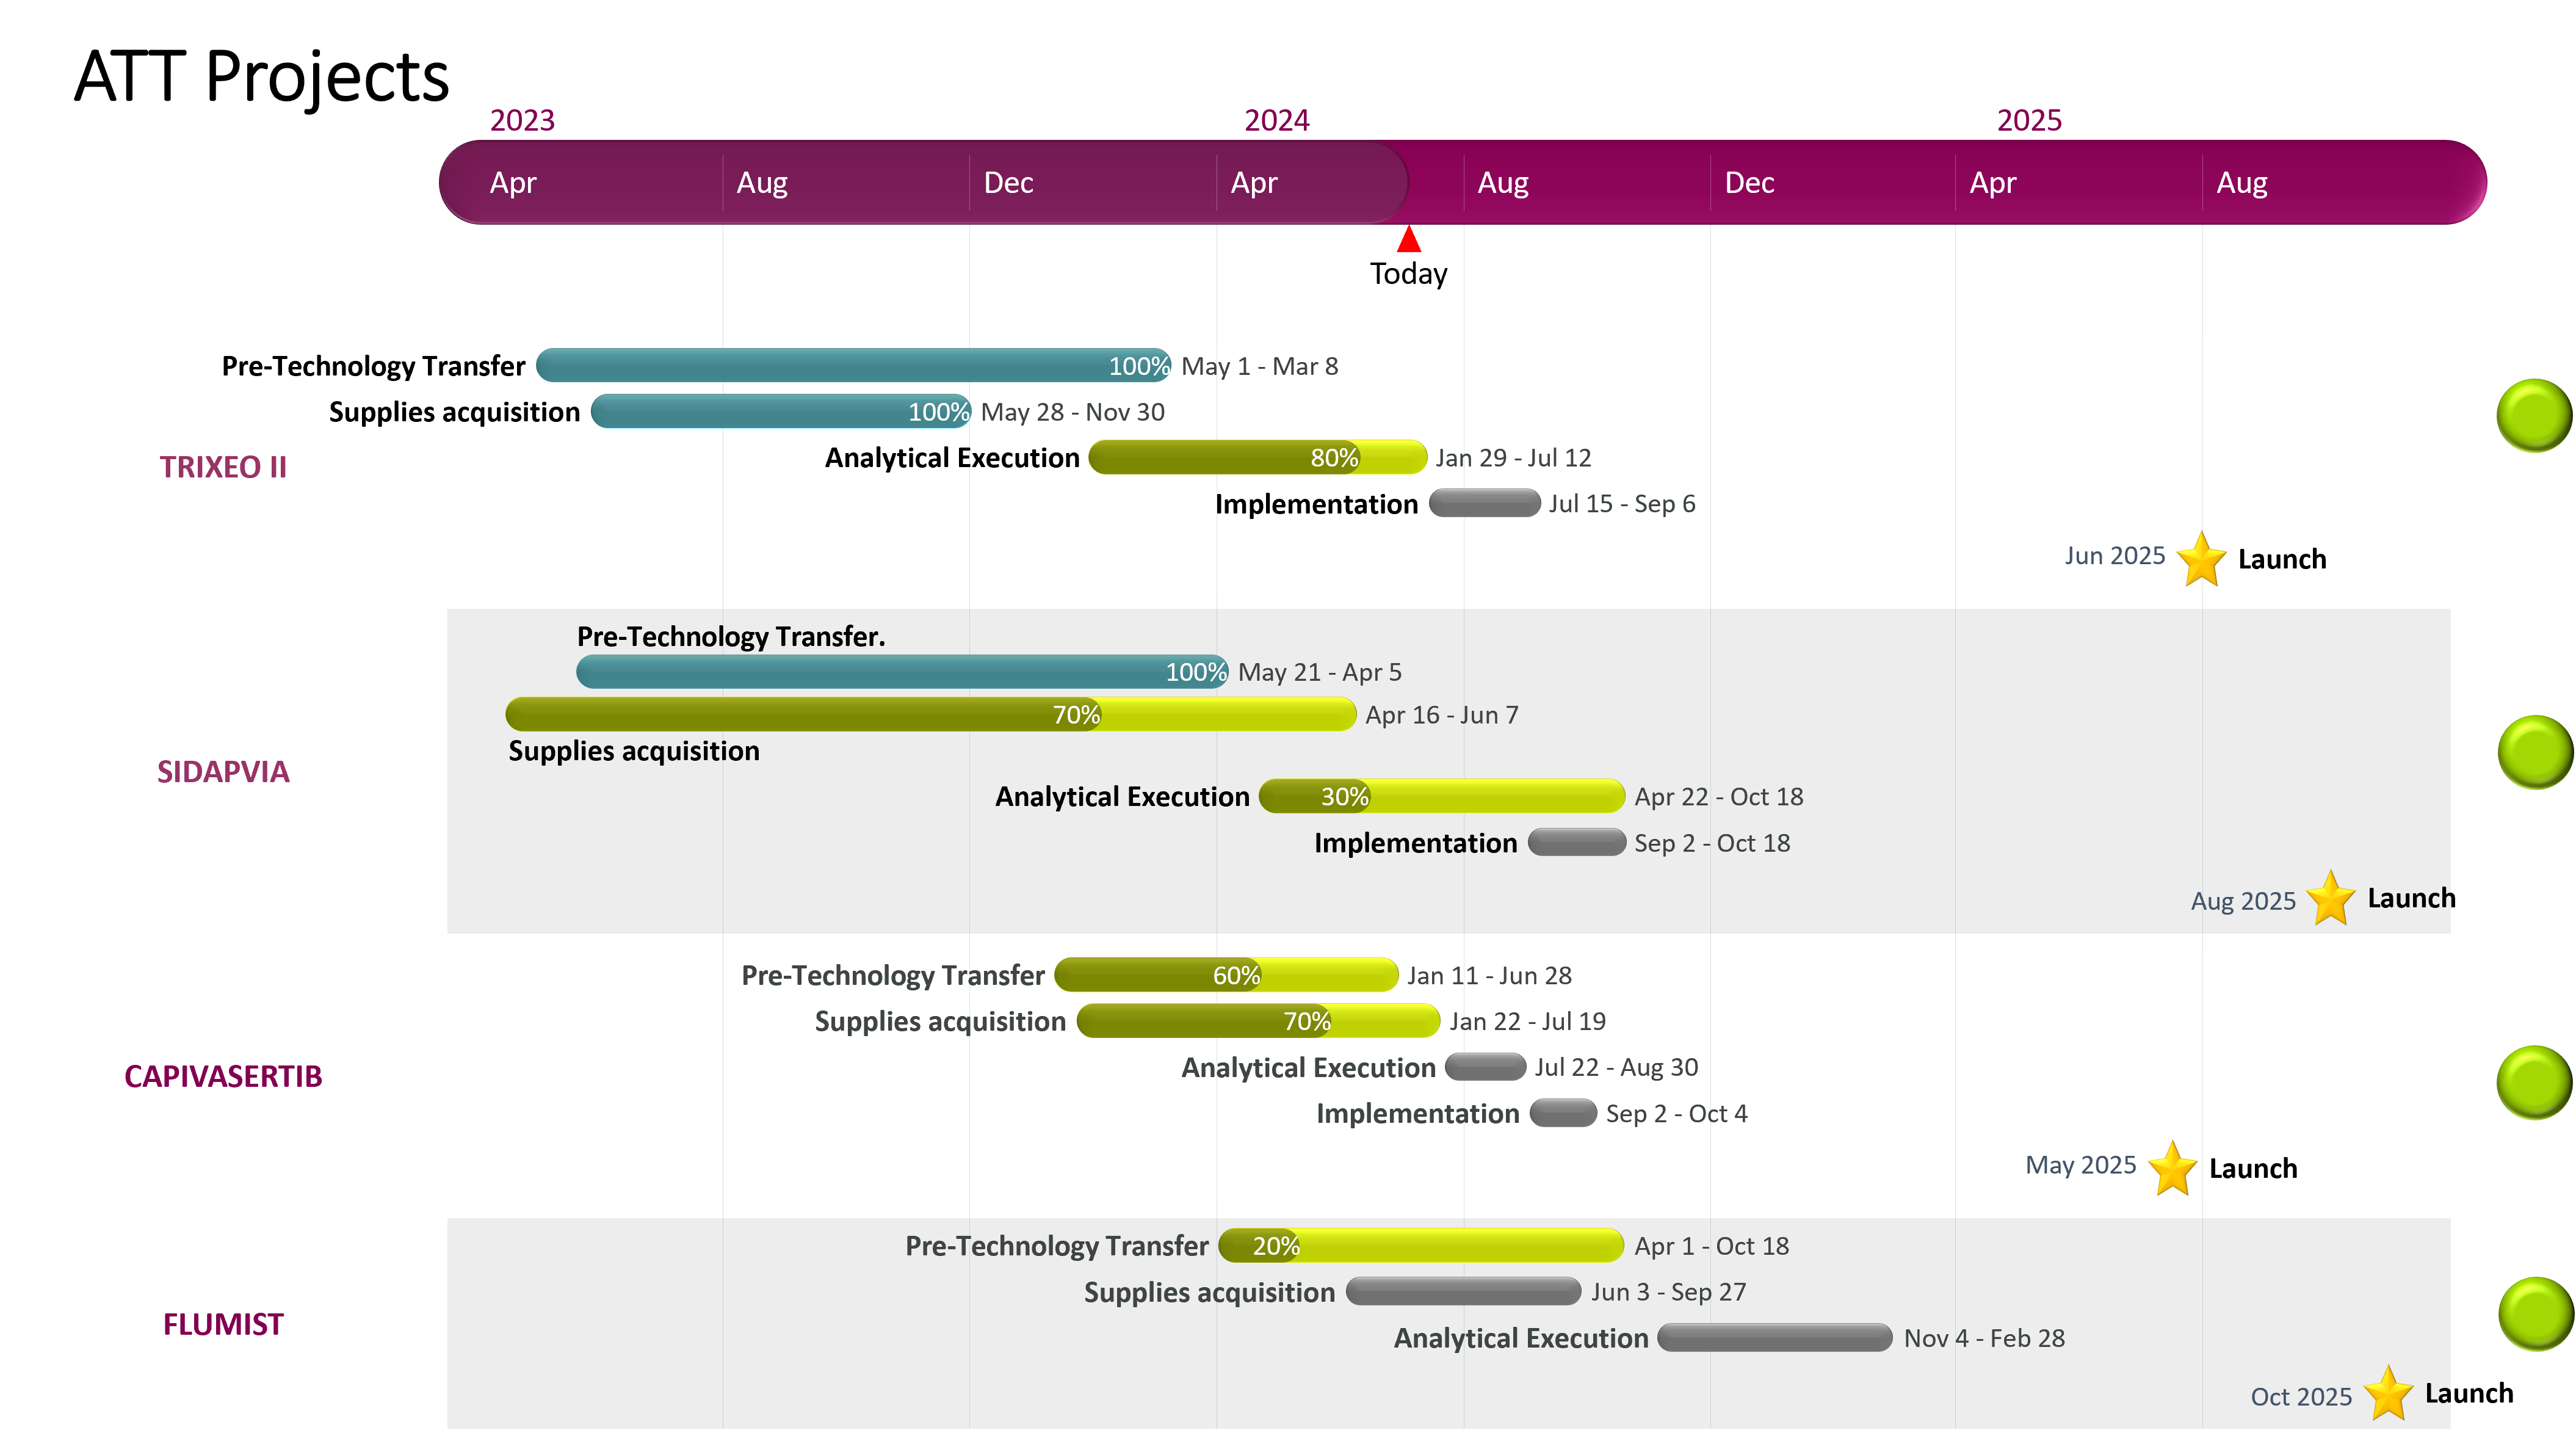 ATT Projects
2023 2024 2025
Apr Aug Dec Apr Aug Dec Apr Aug
Today
Pre-Technology Transfer 100% May 1 - Mar 8
Supplies acquisition 100% May 28 - Nov 30
Analytical Execution 80% Jan 29 - Jul 12
TRIXEO II
Implementation Jul 15 - Sep 6
Jun 2025 Launch
Pre-Technology Transfer.
100% May 21 - Apr 5
70% Apr 16 - Jun 7
Supplies acquisition
SIDAPVIA
Analytical Execution 30% Apr 22 - Oct 18
Implementation Sep 2 - Oct 18
Aug 2025 Launch
Pre-Technology Transfer 60% Jan 11 - Jun 28
Supplies acquisition 70% Jan 22 - Jul 19
Analytical Execution Jul 22 - Aug 30
CAPIVASERTIB
Implementation Sep 2 - Oct 4
May 2025 Launch
Pre-Technology Transfer 20% Apr 1 - Oct 18
Supplies acquisition Jun 3 - Sep 27
FLUMIST
Analytical Execution Nov 4 - Feb 28
Oct 2025 Launch